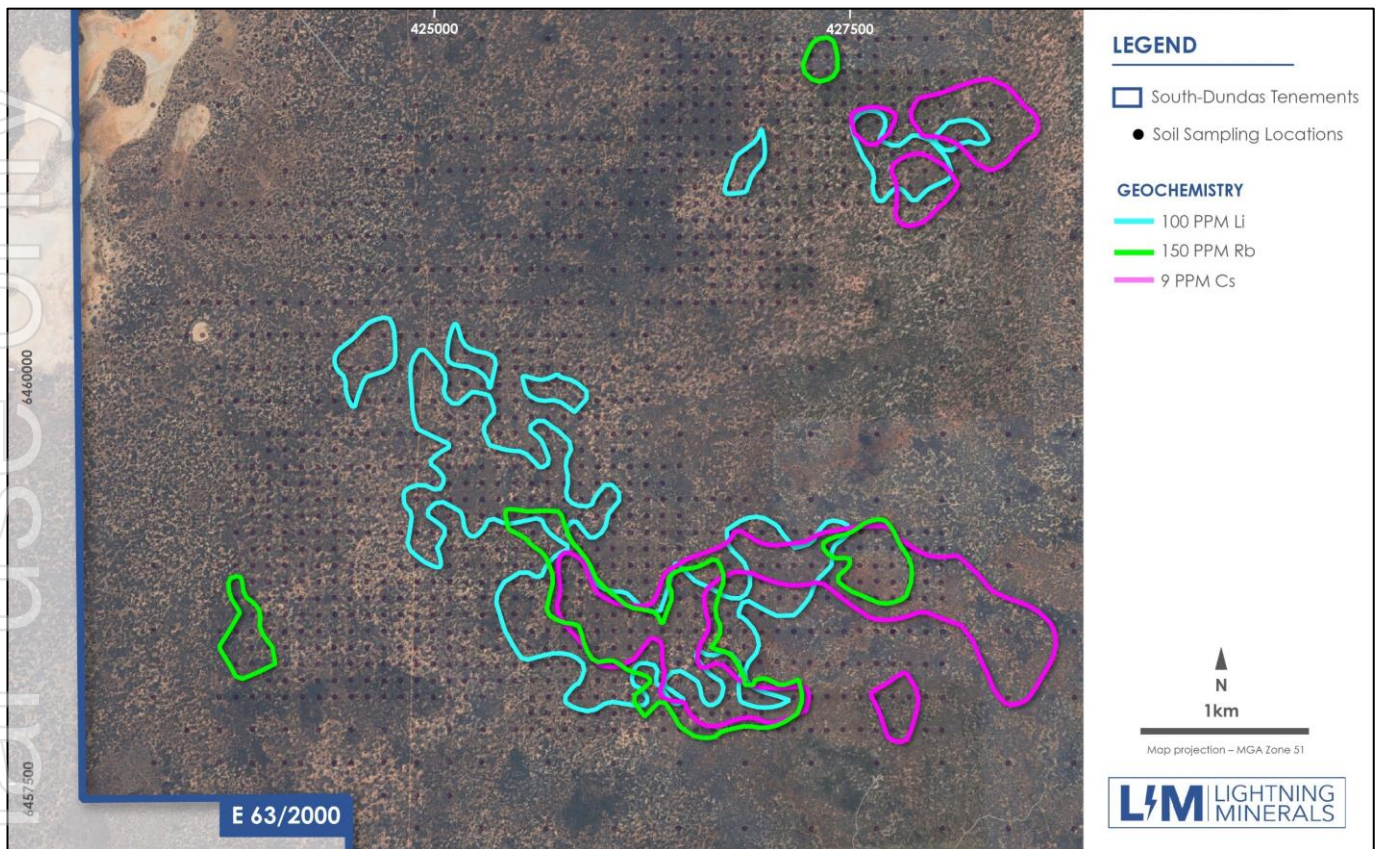 425000
427500
6460000
6457500
E 63/2000
LEGEND
South-Dundas Tenements
Soil Sampling Locations
GEOCHEMISTRY
100 PPM Li
150 PPM Rb
9 PPM Cs
N
1km
Map projection – MGA Zone 51
LM LIGHTNING
MINERALS